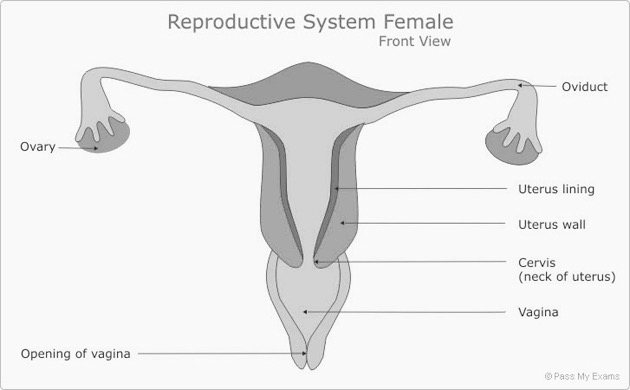 Reproductive System Female
Front View
Oviduct
Ovary
Uterus lining
Uterus wall
Cervis
(neck of uterus)
Vagina
Opening of vagina
© Pass My Exams